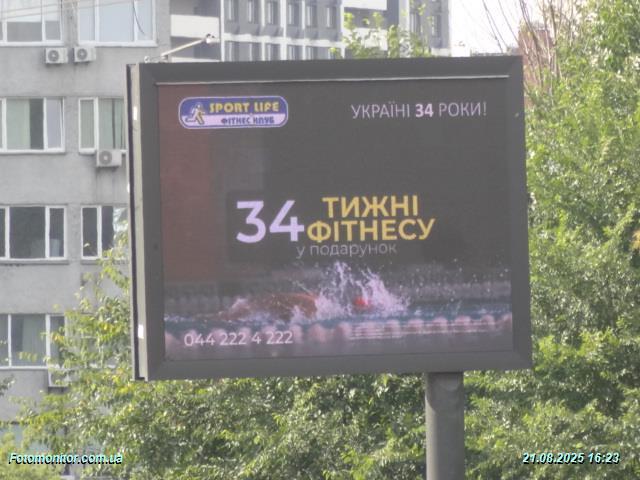 SPORT LIFE
ФІТНЕС КЛУБ
УКРАЇНІ 34 РОКИ!
34 ТИЖНІ
ФІТНЕСУ
у подарунок
044 222 4 222
Fotomonitor.com.ua
21.08.2025 16:23